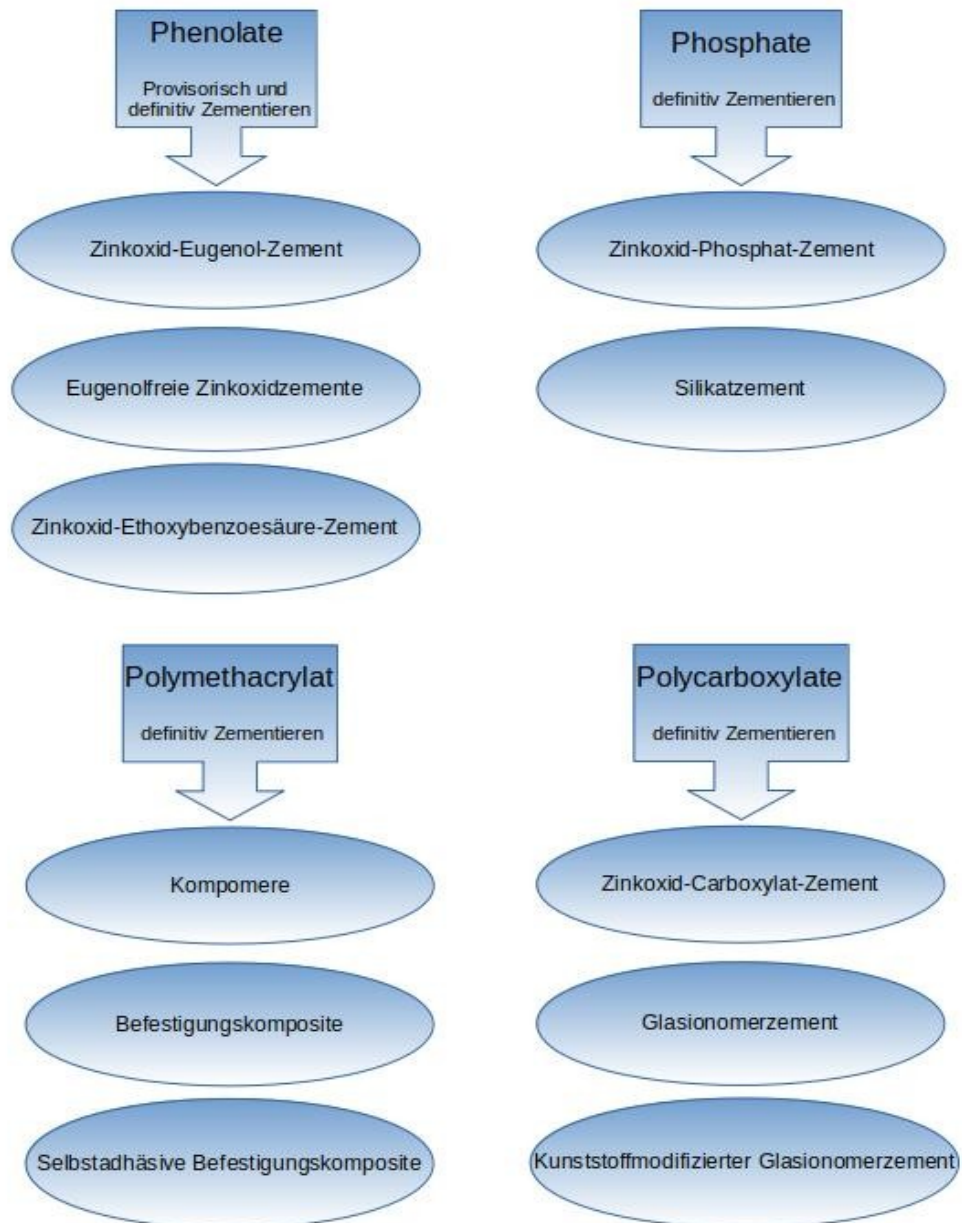 Phenolate
Provisorisch und
definitiv Zementieren
Zinkoxid-Eugenol-Zement
Eugenolfreie Zinkoxidzemente
Zinkoxid-Ethoxybenzoesäure-Zement
Phosphate
definitiv Zementieren
Zinkoxid-Phosphat-Zement
Silikatzement
Polymethacrylat
definitiv Zementieren
Kompomere
Befestigungskomposite
Selbstadhäsive Befestigungskomposite
Polycarboxylate
definitiv Zementieren
Zinkoxid-Carboxylat-Zement
Glasionomerzement
Kunststoffmodifizierter Glasionomerzement